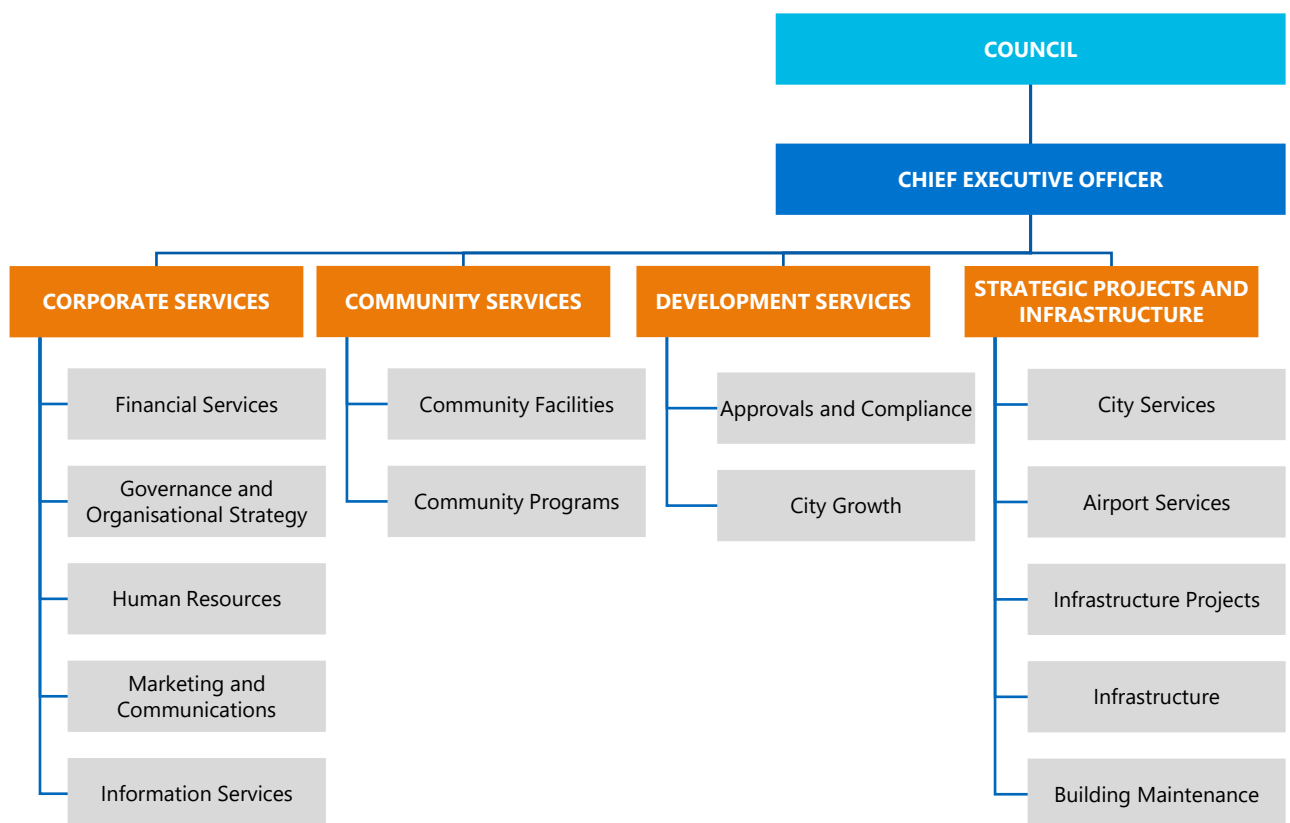 COUNCIL
CHIEF EXECUTIVE OFFICER
CORPORATE SERVICES
Financial Services
Governance and
Organisational Strategy
Human Resources
Marketing and
Communications
Information Services
COMMUNITY SERVICES
Community Facilities
Community Programs
DEVELOPMENT SERVICES
Approvals and Compliance
City Growth
STRATEGIC PROJECTS AND
INFRASTRUCTURE
City Services
Airport Services
Infrastructure Projects
Infrastructure
Building Maintenance